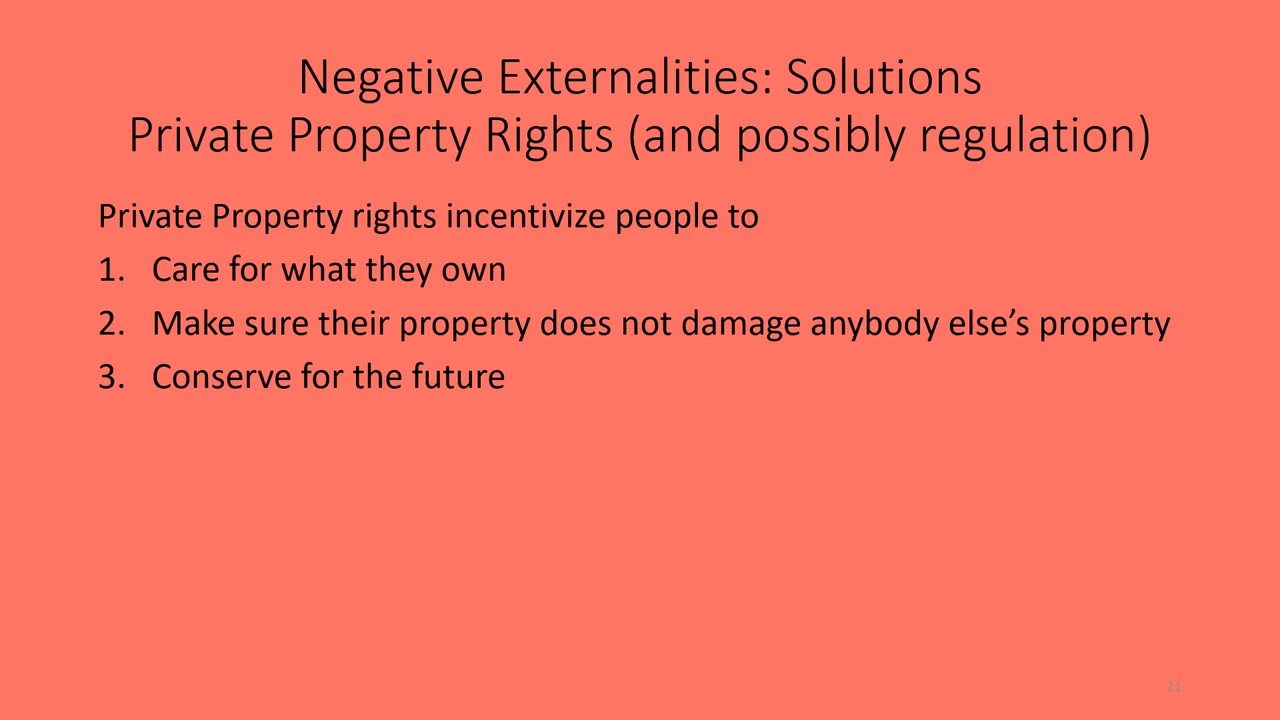 Negative Externalities: Solutions
Private Property Rights (and possibly regulation)
Private Property rights incentivize people to
1. Care for what they own
2. Make sure their property does not damage anybody else’s property
3. Conserve for the future
21